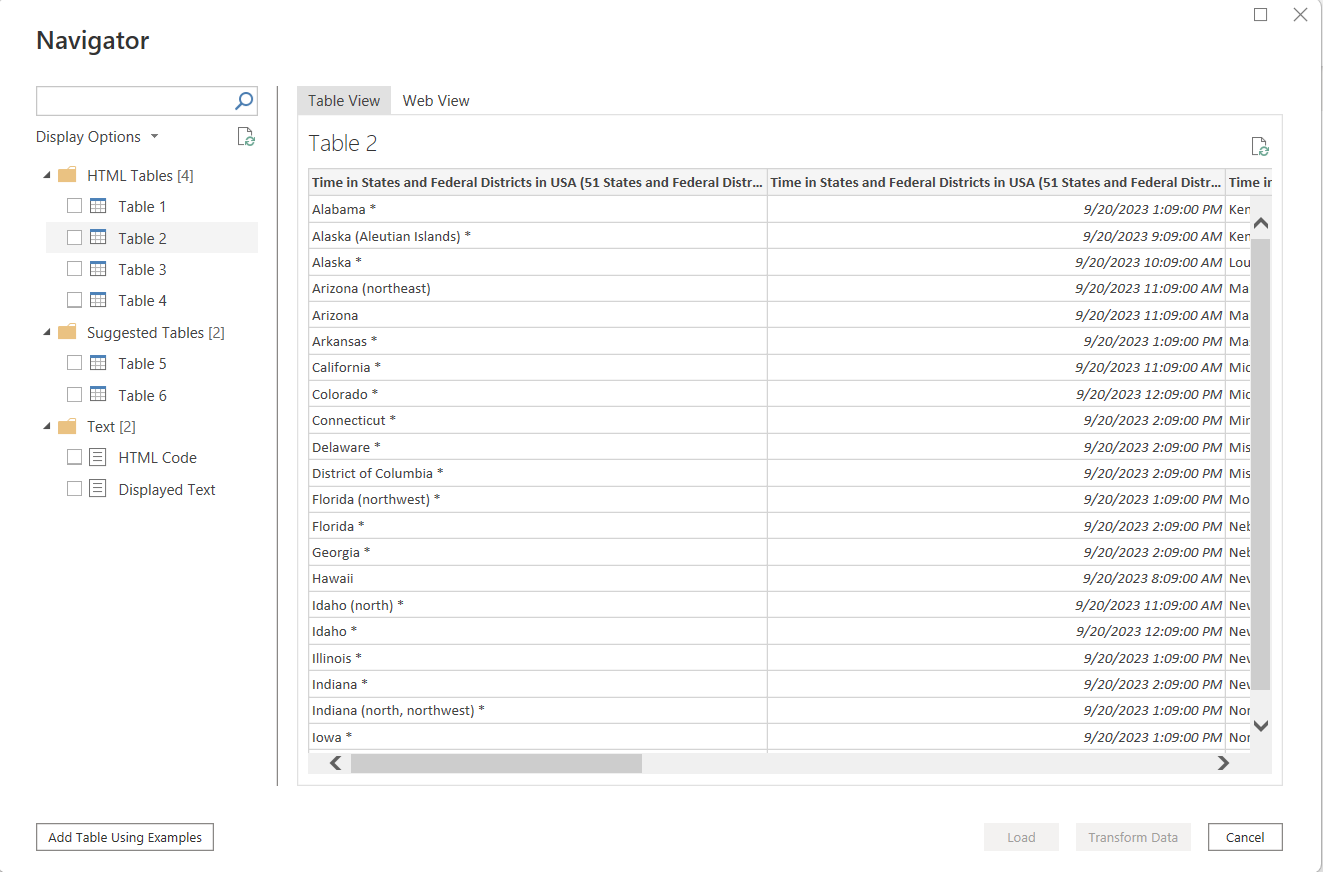 Navigator
Display Options
HTML Tables [4]
Table 1
Table 2
Table 3
Table 4
Suggested Tables [2]
Table 5
Table 6
Text [2]
HTML Code
Displayed Text
Table View Web View
Table 2
Time in States and Federal Districts in USA (51 States and Federal Distr... Time in States and Federal Districts in USA (51 States and Federal Distr... Time in
Alabama * 9/20/2023 1:09:00 PM Ken
Alaska (Aleutian Islands) * 9/20/2023 9:09:00 AM Ken
Alaska * 9/20/2023 10:09:00 AM Lou
Arizona (northeast) 9/20/2023 11:09:00 AM Ma
Arizona 9/20/2023 11:09:00 AM Ma
Arkansas * 9/20/2023 1:09:00 PM Mas
California * 9/20/2023 11:09:00 AM Mic
Colorado * 9/20/2023 12:09:00 PM Mic
Connecticut * 9/20/2023 2:09:00 PM Min
Delaware * 9/20/2023 2:09:00 PM Mis
District of Columbia * 9/20/2023 2:09:00 PM Mis
Florida (northwest) * 9/20/2023 1:09:00 PM Mo
Florida * 9/20/2023 2:09:00 PM Neb
Georgia * 9/20/2023 2:09:00 PM Neb
Hawaii 9/20/2023 8:09:00 AM Nev
Idaho (north) * 9/20/2023 11:09:00 AM Nev
Idaho * 9/20/2023 12:09:00 PM Nev
Illinois * 9/20/2023 1:09:00 PM Nev
Indiana * 9/20/2023 2:09:00 PM Nev
Indiana (north, northwest) * 9/20/2023 1:09:00 PM Nor
Iowa * 9/20/2023 1:09:00 PM Nor
Add Table Using Examples Load Transform Data Cancel